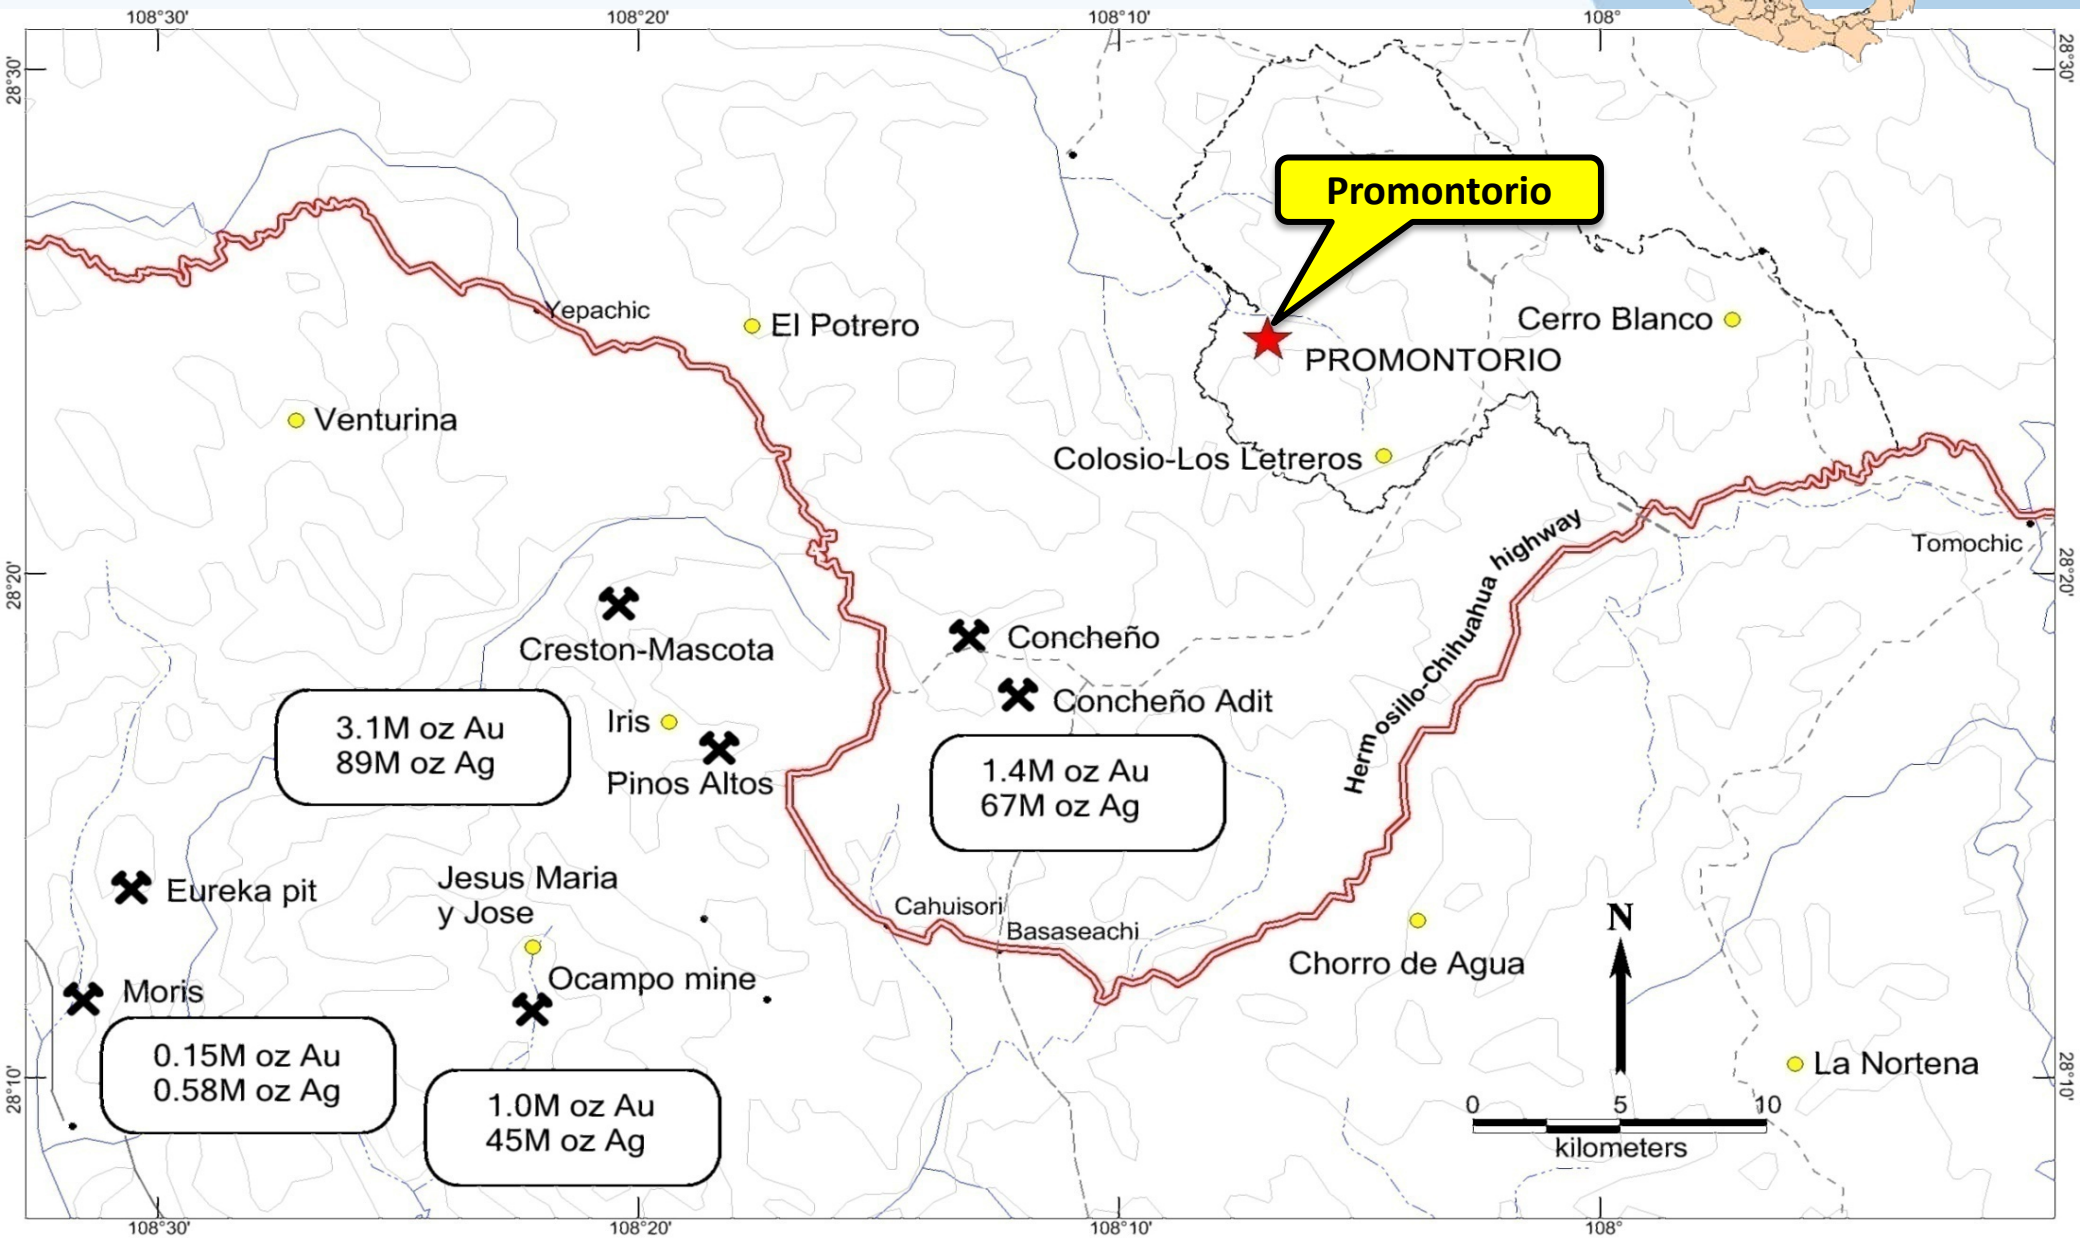 108°30'
108°20'
108°10'
108°
28°30'
28°30'
Promontorio
Yepachic
El Potrero
Cerro Blanco
PROMONTORIO
Venturina
Colosio-Los Letreros
Hermosillo-Chihuahua highway
Tomochic
28°20'
28°20'
Creston-Mascota
Concheño
Concheño Adit
3.1M oz Au
89M oz Ag
Iris
Pinos Altos
1.4M oz Au
67M oz Ag
Eureka pit
Jesus Maria
y Jose
Cahuisori
Basaseachi
Chorro de Agua
N
Moris
Ocampo mine
0.15M oz Au
0.58M oz Ag
1.0M oz Au
45M oz Ag
La Nortena
28°10'
28°10'
0 5 10
kilometers
108°30'
108°20'
108°10'
108°